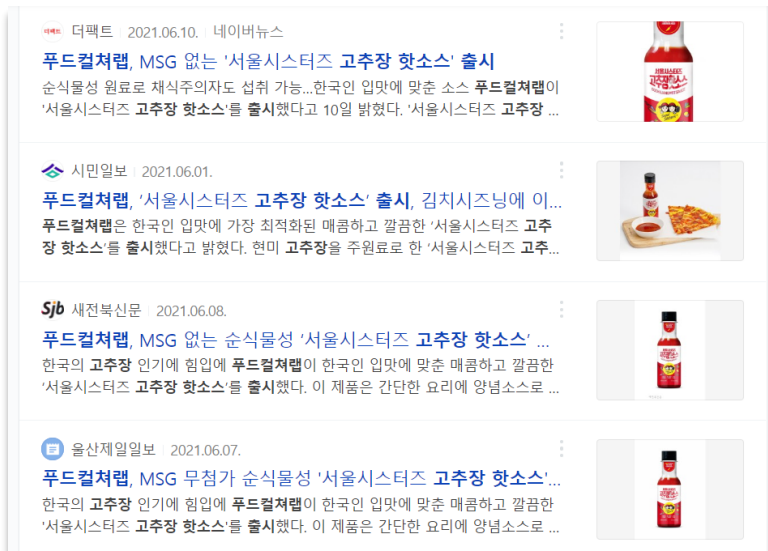 더팩트 2021.06.10. 네이버뉴스
푸드컬쳐랩, MSG 없는 '서울시스터즈 고추장 핫소스' 출시
순식물성 원료로 채식주의자도 섭취 가능...한국인 입맛에 맞춘 소스 푸드컬쳐랩이
'서울시스터즈 고추장 핫소스'를 출시했다고 10일 밝혔다. '서울시스터즈 고추장 ...
서울시스터즈
고추장핫소스
시민일보 2021.06.01.
푸드컬쳐랩, ‘서울시스터즈 고추장 핫소스’ 출시, 김치시즈닝에 이...
푸드컬쳐랩은 한국인 입맛에 가장 최적화된 매콤하고 깔끔한 ‘서울시스터즈 고추
장 핫소스’를 출시했다고 밝혔다. 현미 고추장을 주원료로 한 ‘서울시스터즈 고추...
Sjb 새전북신문 2021.06.08.
푸드컬쳐랩, MSG 없는 순식물성 ‘서울시스터즈 고추장 핫소스’ ...
한국의 고추장 인기에 힘입에 푸드컬쳐랩이 한국인 입맛에 맞춘 매콤하고 깔끔한
‘서울시스터즈 고추장 핫소스’를 출시했다. 이 제품은 간단한 요리에 양념소스로 ...
울산제일일보 2021.06.07.
푸드컬쳐랩, MSG 무첨가 순식물성 '서울시스터즈 고추장 핫소스'...
한국의 고추장 인기에 힘입에 푸드컬쳐랩이 한국인 입맛에 맞춘 매콤하고 깔끔한
'서울시스터즈 고추장 핫소스'를 출시했다. 이 제품은 간단한 요리에 양념소스로 ...